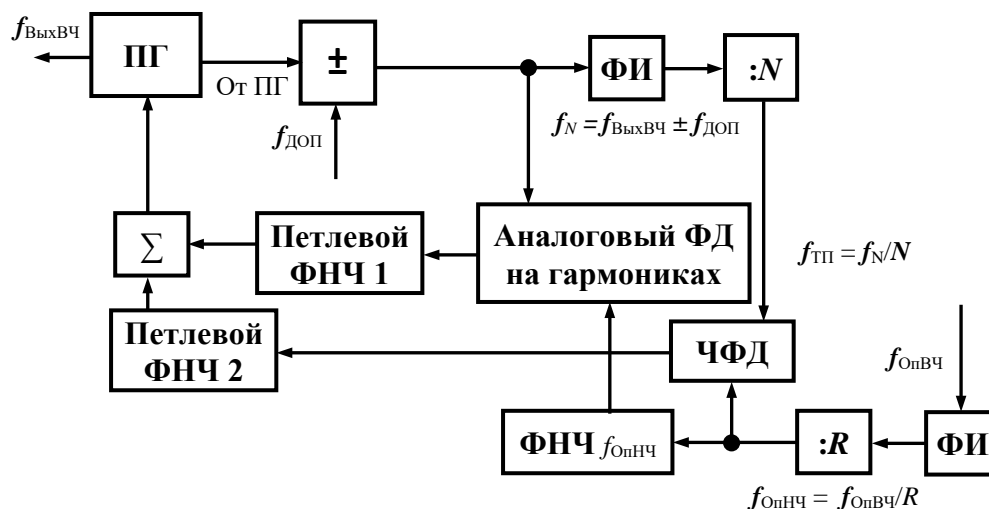 fВыхВЧ
ПГ
От ПГ
±
fДОП
ФИ
:N
fN = fВыхВЧ ± fДОП
∑
Петлевой
ФНЧ 1
Аналоговый ФД
на гармониках
fТП = fN/N
Петлевой
ФНЧ 2
ЧФД
fОпВЧ
ФНЧ fОпНЧ
:R
ФИ
fОпНЧ = fОпВЧ/R